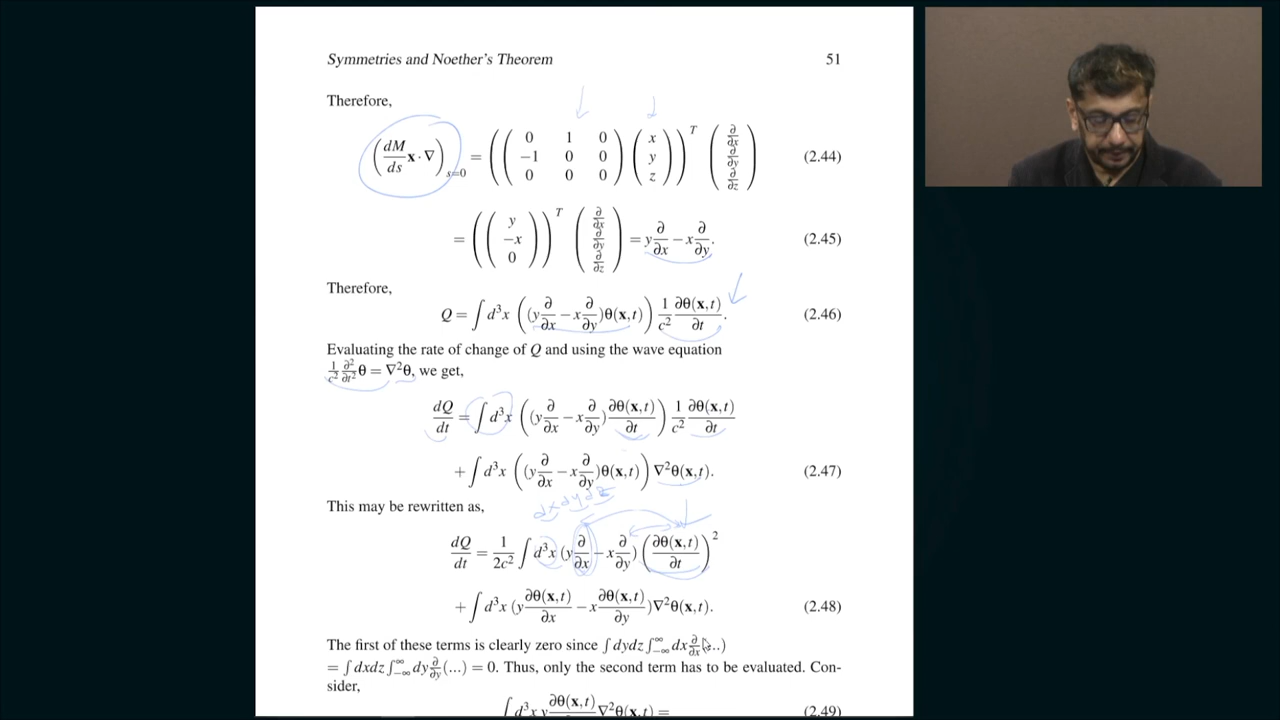 Symmetries and Noether's Theorem 51
Therefore,
(dM/ds x · ∇)_{s=0} = ((0 1 0; −1 0 0; 0 0 0)(x; y; z))^T (∂/∂x; ∂/∂y; ∂/∂z) (2.44)
= ((y; −x; 0))^T (∂/∂x; ∂/∂y; ∂/∂z) = y ∂/∂x − x ∂/∂y. (2.45)
Therefore,
Q = ∫ d³x ((y ∂/∂x − x ∂/∂y)θ(x,t)) 1/c² ∂θ(x,t)/∂t. (2.46)
Evaluating the rate of change of Q and using the wave equation
1/c² ∂²/∂t² θ = ∇²θ, we get,
dQ/dt = ∫ d³x ((y ∂/∂x − x ∂/∂y) ∂θ(x,t)/∂t) 1/c² ∂θ(x,t)/∂t
+ ∫ d³x ((y ∂/∂x − x ∂/∂y)θ(x,t)) ∇²θ(x,t). (2.47)
dx dy dz
This may be rewritten as,
dQ/dt = 1/2c² ∫ d³x (y ∂/∂x − x ∂/∂y) (∂θ(x,t)/∂t)²
+ ∫ d³x (y ∂θ(x,t)/∂x − x ∂θ(x,t)/∂y)∇²θ(x,t). (2.48)
The first of these terms is clearly zero since ∫ dydz ∫_{−∞}^{∞} dx ∂/∂x (...)
= ∫ dxdz ∫_{−∞}^{∞} dy ∂/∂y (...) = 0. Thus, only the second term has to be evaluated. Con-
sider,
∫ d³x y ∂θ(x,t)/∂x ∇²θ(x,t) = (2.49)